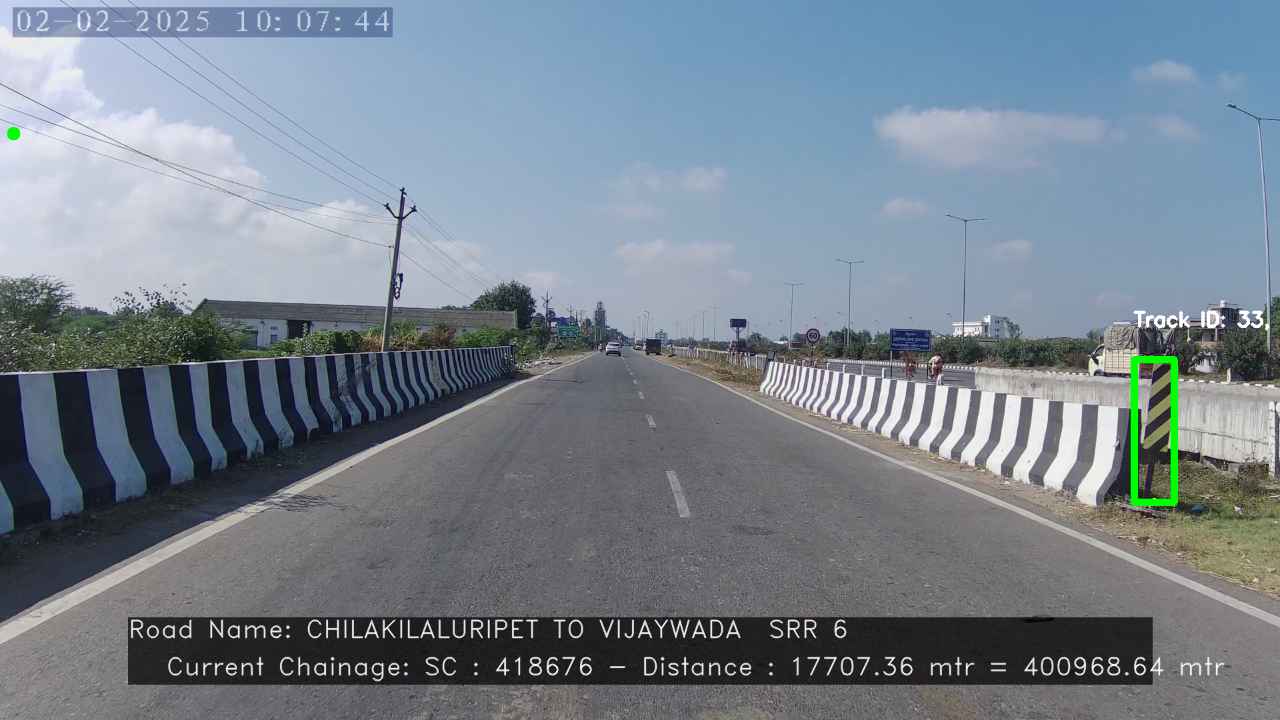 02-02-2025 10:07:44
Track ID: 33,
Road Name: CHILAKILALURIPET TO VIJAYWADA SRR 6
Current Chainage: SC : 418676 - Distance : 17707.36 mtr = 400968.64 mtr